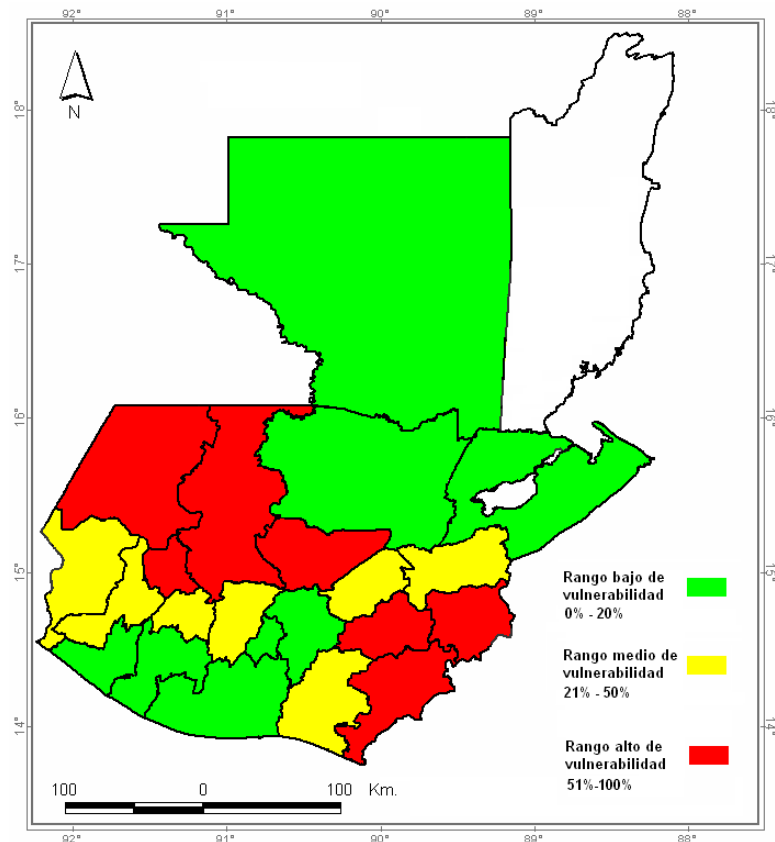 92° 91° 90° 89° 88°
N
18° 18°
17° 17°
16° 16°
15° 15°
14° 14°
Rango bajo de
vulnerabilidad
0% - 20%
Rango medio de
vulnerabilidad
21% - 50%
Rango alto de
vulnerabilidad
51%-100%
100 0 100 Km.
92° 91° 90° 89° 88°